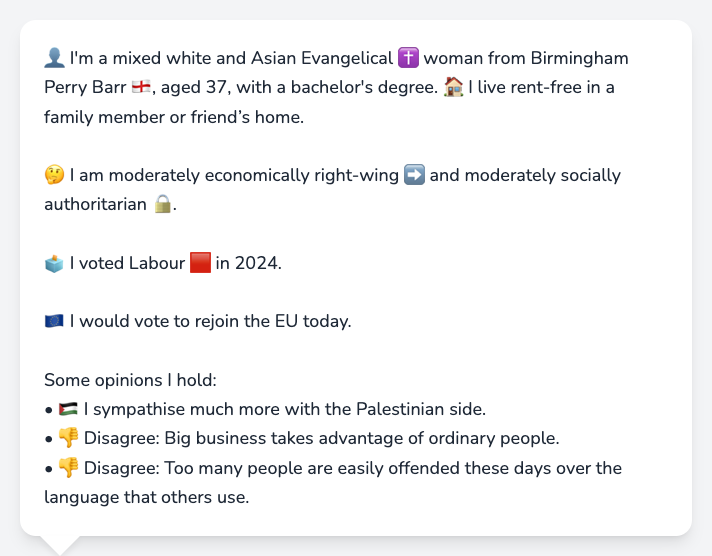 👤 I'm a mixed white and Asian Evangelical ✝️ woman from Birmingham
Perry Barr 🏴󠁧󠁢󠁥󠁮󠁧󠁿, aged 37, with a bachelor's degree. 🏠 I live rent-free in a
family member or friend’s home.
🤔 I am moderately economically right-wing ➡️ and moderately socially
authoritarian 🔒.
🗳️ I voted Labour 🟥 in 2024.
🇪🇺 I would vote to rejoin the EU today.
Some opinions I hold:
• 🇵🇸 I sympathise much more with the Palestinian side.
• 👎 Disagree: Big business takes advantage of ordinary people.
• 👎 Disagree: Too many people are easily offended these days over the
language that others use.